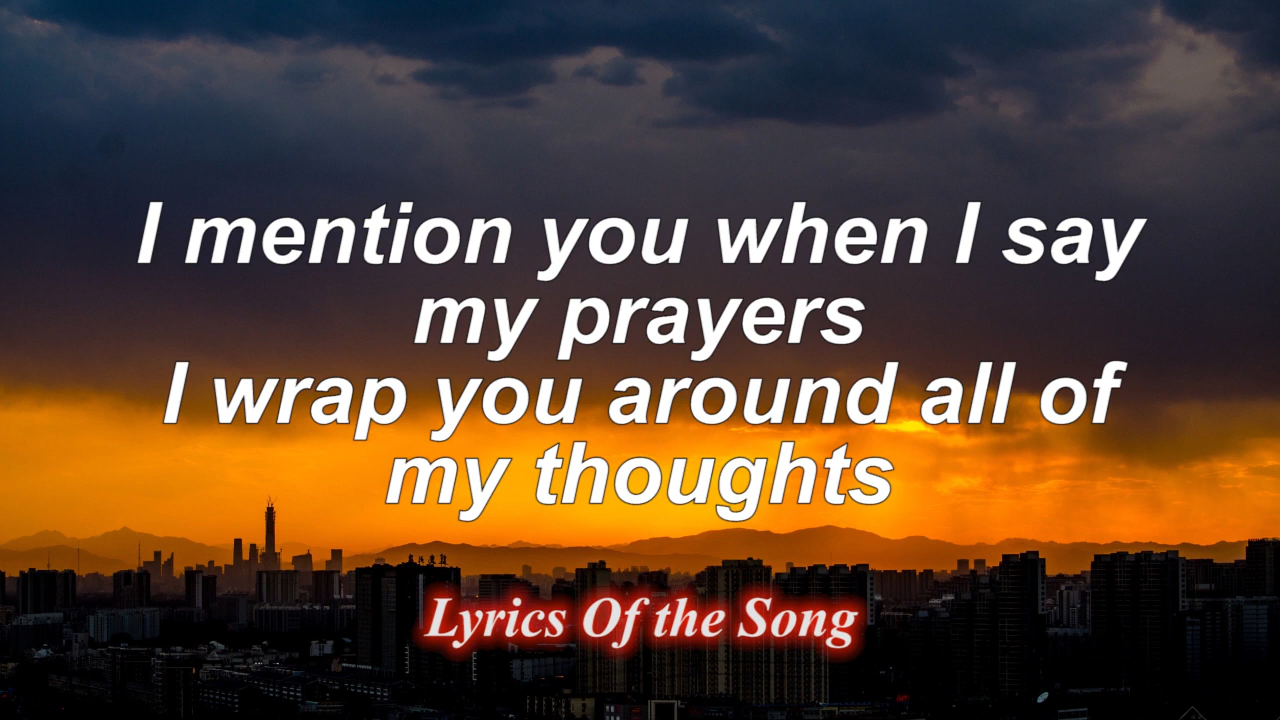 I mention you when I say
my prayers
I wrap you around all of
my thoughts
Lyrics Of the Song